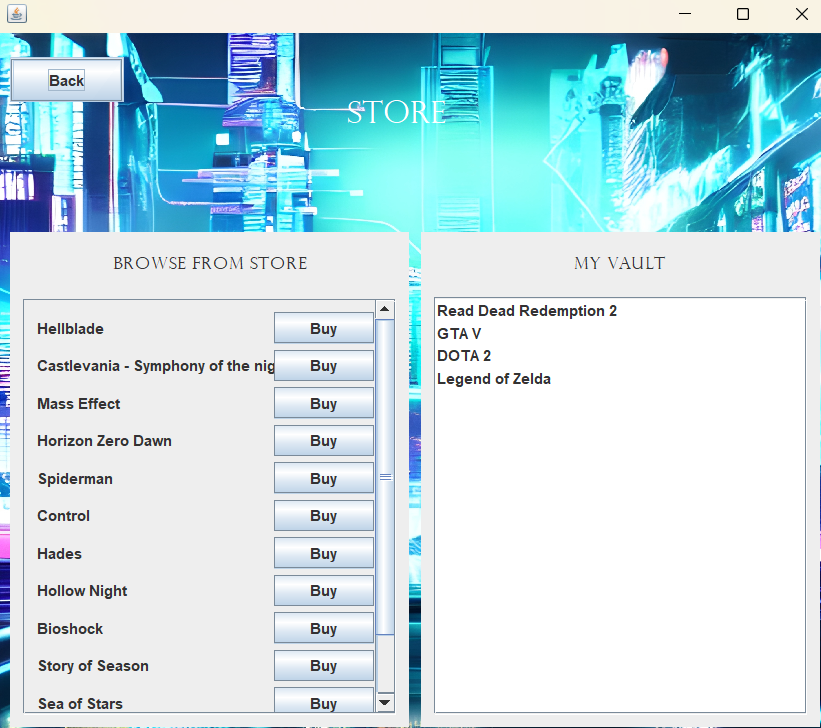 Back
STORE
BROWSE FROM STORE
Hellblade
Buy
Castlevania - Symphony of the nig
Buy
Mass Effect
Buy
Horizon Zero Dawn
Buy
Spiderman
Buy
Control
Buy
Hades
Buy
Hollow Night
Buy
Bioshock
Buy
Story of Season
Buy
Sea of Stars
Buy
MY VAULT
Read Dead Redemption 2
GTA V
DOTA 2
Legend of Zelda